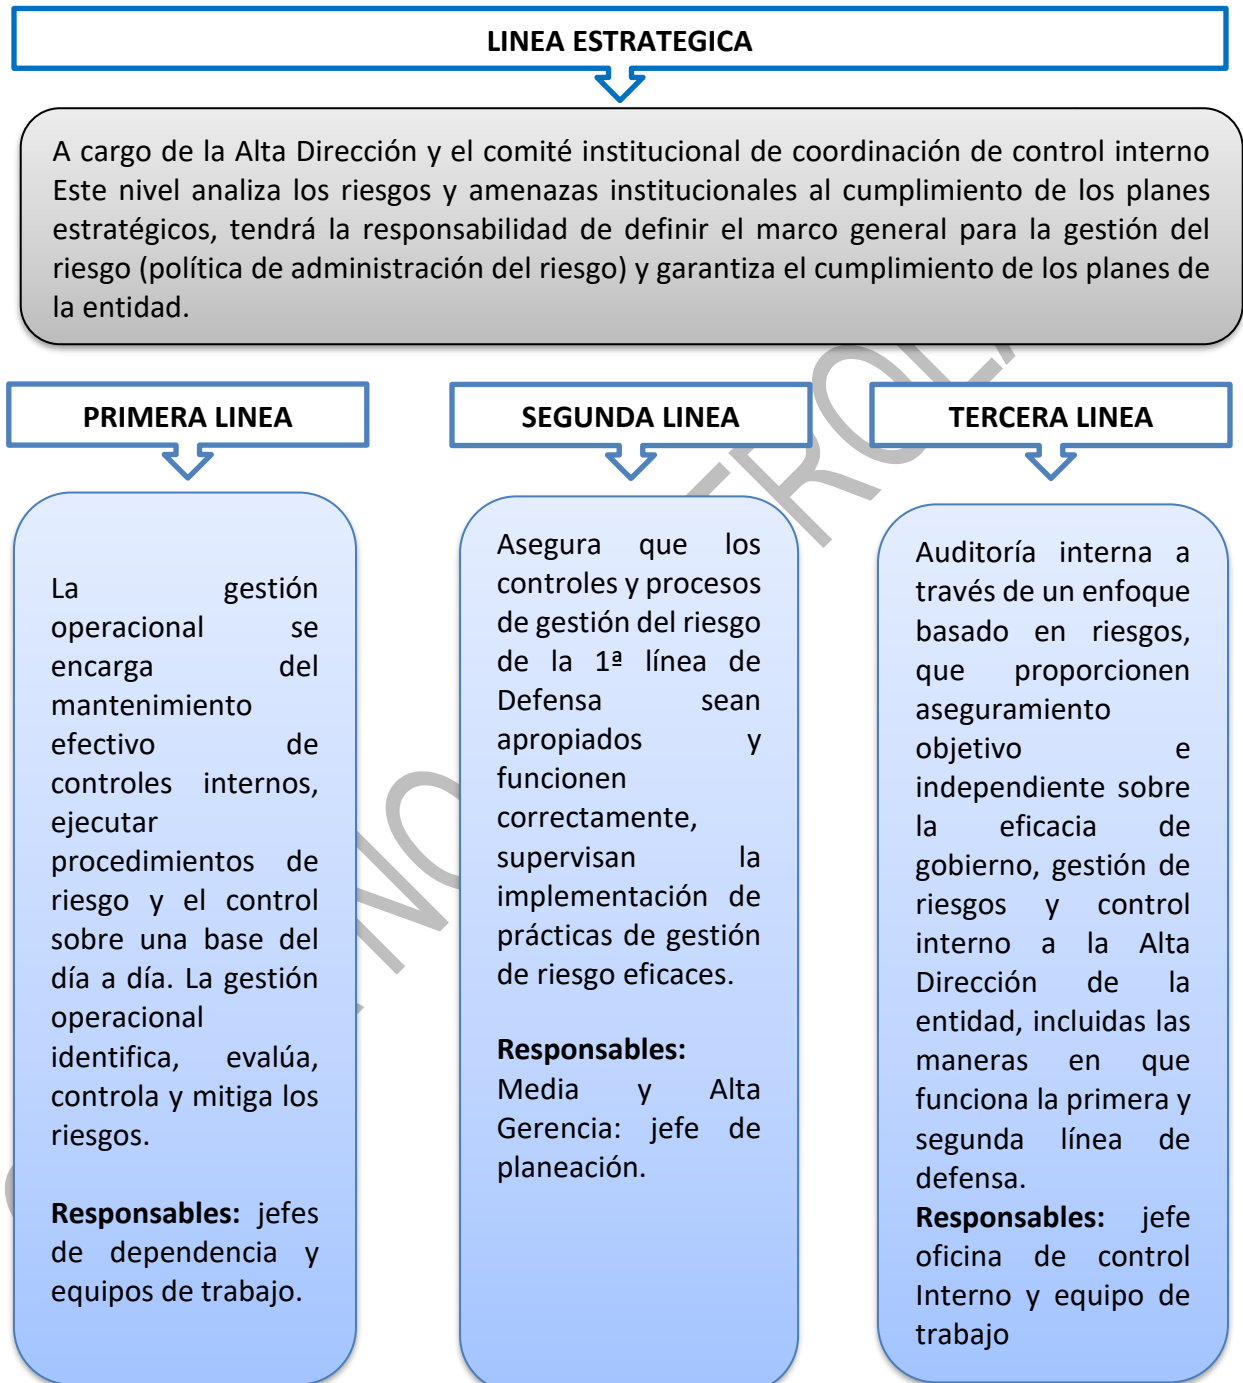 LINEA ESTRATEGICA
A cargo de la Alta Dirección y el comité institucional de coordinación de control interno
Este nivel analiza los riesgos y amenazas institucionales al cumplimiento de los planes
estratégicos, tendrá la responsabilidad de definir el marco general para la gestión del
riesgo (política de administración del riesgo) y garantiza el cumplimiento de los planes de
la entidad.
PRIMERA LINEA
La gestión
operacional se
encarga del
mantenimiento
efectivo de
controles internos,
ejecutar
procedimientos de
riesgo y el control
sobre una base del
día a día. La gestión
operacional
identifica, evalúa,
controla y mitiga los
riesgos.
Responsables: jefes
de dependencia y
equipos de trabajo.
SEGUNDA LINEA
Asegura que los
controles y procesos
de gestión del riesgo
de la 1ª línea de
Defensa sean
apropiados y
funcionen
correctamente,
supervisan la
implementación de
prácticas de gestión
de riesgo eficaces.
Responsables:
Media y Alta
Gerencia: jefe de
planeación.
TERCERA LINEA
Auditoría interna a
través de un enfoque
basado en riesgos,
que proporcionen
aseguramiento
objetivo e
independiente sobre
la eficacia de
gobierno, gestión de
riesgos y control
interno a la Alta
Dirección de la
entidad, incluidas las
maneras en que
funciona la primera y
segunda línea de
defensa.
Responsables: jefe
oficina de control
Interno y equipo de
trabajo